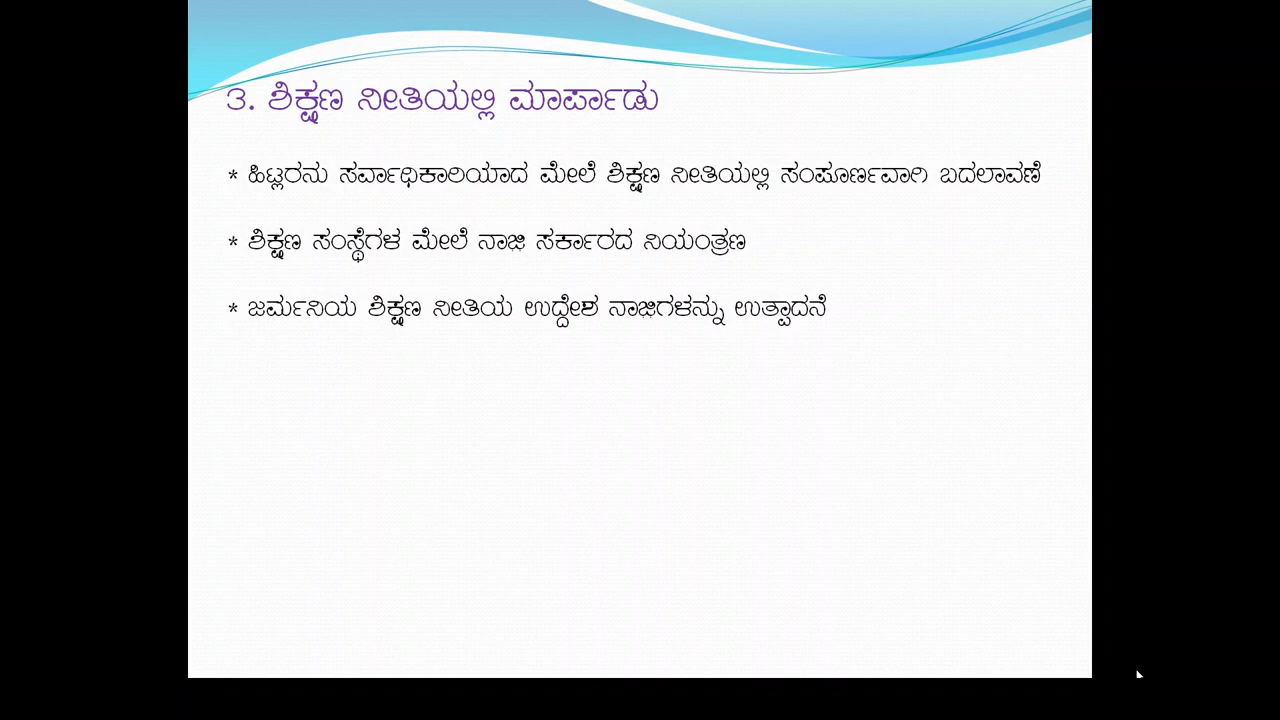 ೩. ಶಿಕ್ಷಣ ನೀತಿಯಲ್ಲಿ ಮಾರ್ಪಾಡು
* ಹಿಟ್ಲರನು ಸರ್ವಾಧಿಕಾರಿಯಾದ ಮೇಲೆ ಶಿಕ್ಷಣ ನೀತಿಯಲ್ಲಿ ಸಂಪೂರ್ಣವಾಗಿ ಬದಲಾವಣೆ
* ಶಿಕ್ಷಣ ಸಂಸ್ಥೆಗಳ ಮೇಲೆ ನಾಜಿ ಸರ್ಕಾರದ ನಿಯಂತ್ರಣ
* ಜರ್ಮನಿಯ ಶಿಕ್ಷಣ ನೀತಿಯ ಉದ್ದೇಶ ನಾಜಿಗಳನ್ನು ಉತ್ಪಾದನೆ